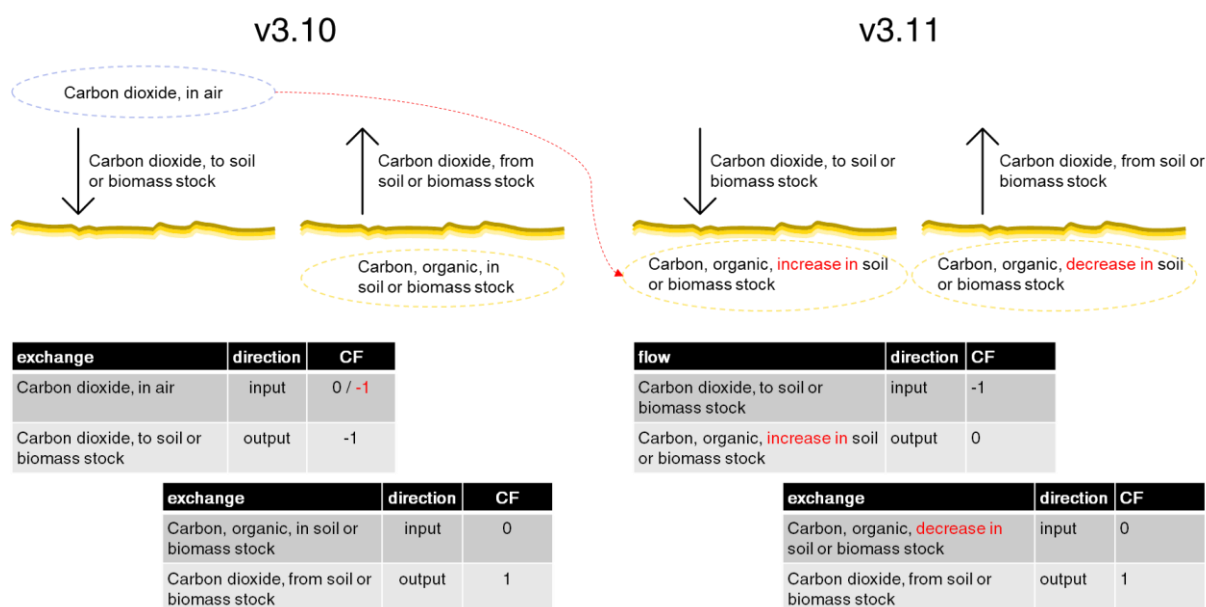 v3.10
v3.11
Carbon dioxide, in air
Carbon dioxide, to soil
or biomass stock
Carbon dioxide, from
soil or biomass stock
Carbon dioxide, to soil or
biomass stock
Carbon dioxide, from soil or
biomass stock
Carbon, organic, in
soil or biomass stock
Carbon, organic, increase in soil
or biomass stock
Carbon, organic, decrease in soil
or biomass stock
exchange direction CF
Carbon dioxide, in air input 0 / -1
Carbon dioxide, to soil or output -1
biomass stock
exchange direction CF
Carbon, organic, in soil or input 0
biomass stock
Carbon dioxide, from soil or output 1
biomass stock
flow direction CF
Carbon dioxide, to soil or input -1
biomass stock
Carbon, organic, increase in soil output 0
or biomass stock
exchange direction CF
Carbon, organic, decrease in input 0
soil or biomass stock
Carbon dioxide, from soil or output 1
biomass stock